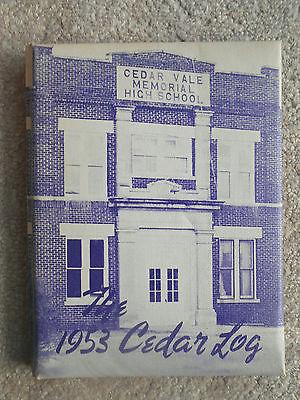 CEDAR VALE
MEMORIAL
HIGH SCHOOL
The
1953 Cedar Log